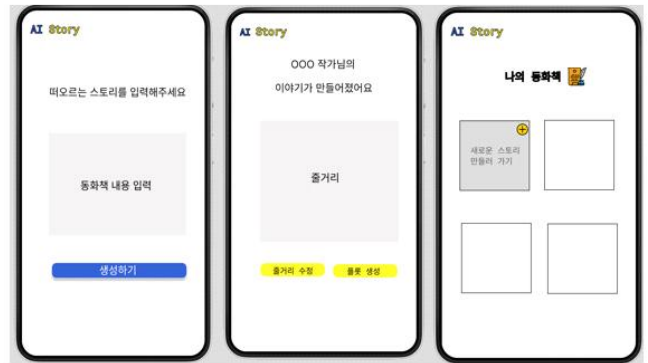 AI Story
떠오르는 스토리를 입력해주세요
동화책 내용 입력
생성하기
AI Story
OOO 작가님의
이야기가 만들어졌어요
줄거리
줄거리 수정
플롯 생성
AI Story
나의 동화책
새로운 스토리
만들러 가기